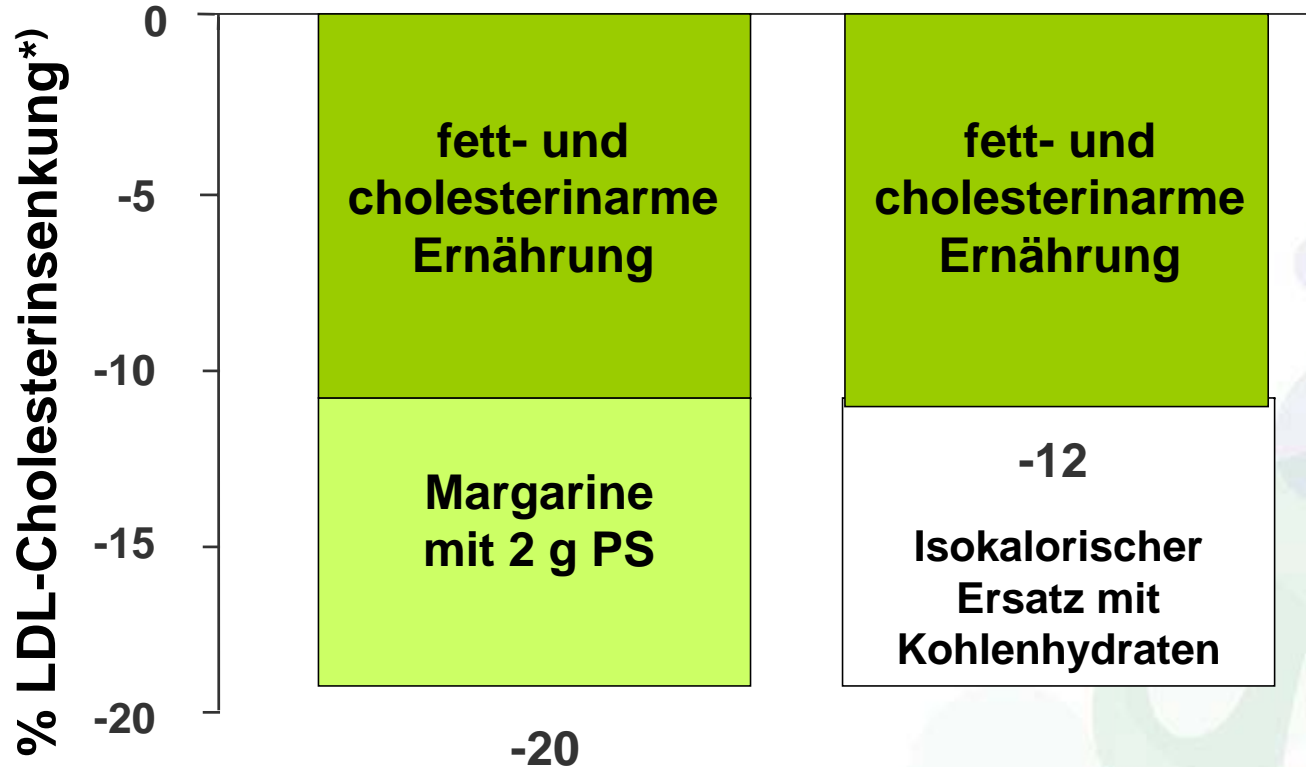 % LDL-Cholesterinsenkung*)
0
-5
-10
-15
-20
fett- und
cholesterinarme
Ernährung
Margarine
mit 2 g PS
-20
fett- und
cholesterinarme
Ernährung
-12
Isokalorischer
Ersatz mit
Kohlenhydraten